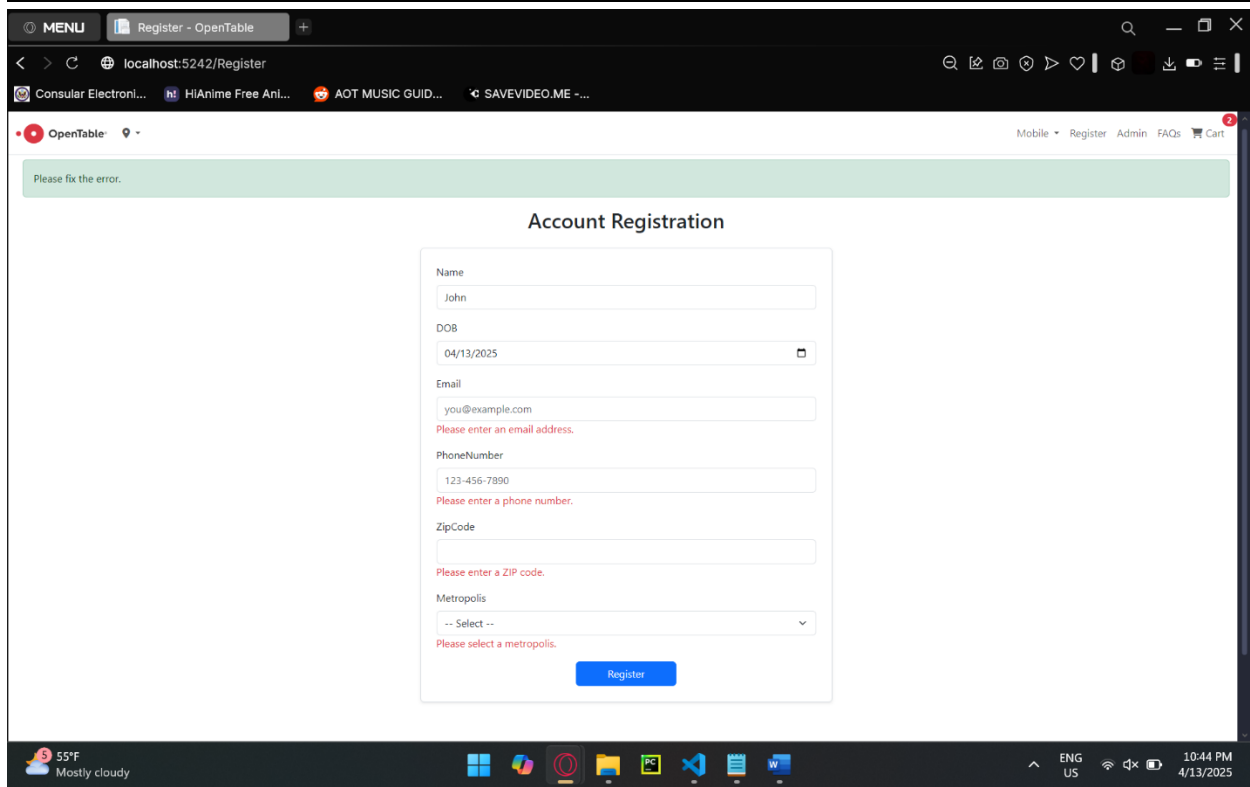 MENU
Register - OpenTable
localhost:5242/Register
Consular Electroni...
h! HiAnime Free Ani...
AOT MUSIC GUID...
SAVEVIDEO.ME -...
OpenTable
Mobile
Register
Admin
FAQs
Cart
2
Please fix the error.
Account Registration
Name
John
DOB
04/13/2025
Email
you@example.com
Please enter an email address.
PhoneNumber
123-456-7890
Please enter a phone number.
ZipCode
Please enter a ZIP code.
Metropolis
-- Select --
Please select a metropolis.
Register
5
55°F
Mostly cloudy
PC
W
ENG
US
10:44 PM
4/13/2025